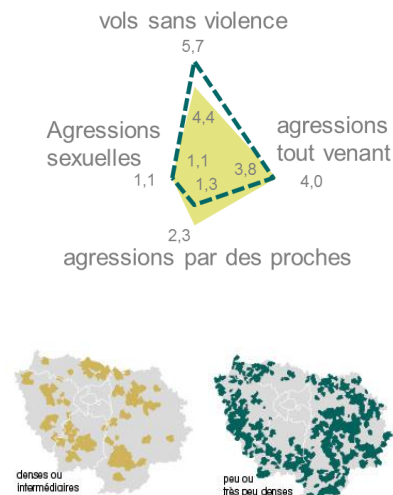 vols sans violence
5,7
4,4
Agressions
sexuelles
agressions
tout venant
1,1
3,8
1,1
1,3
4,0
2,3
agressions par des proches
denses ou
intermédiaires
peu ou
très peu denses